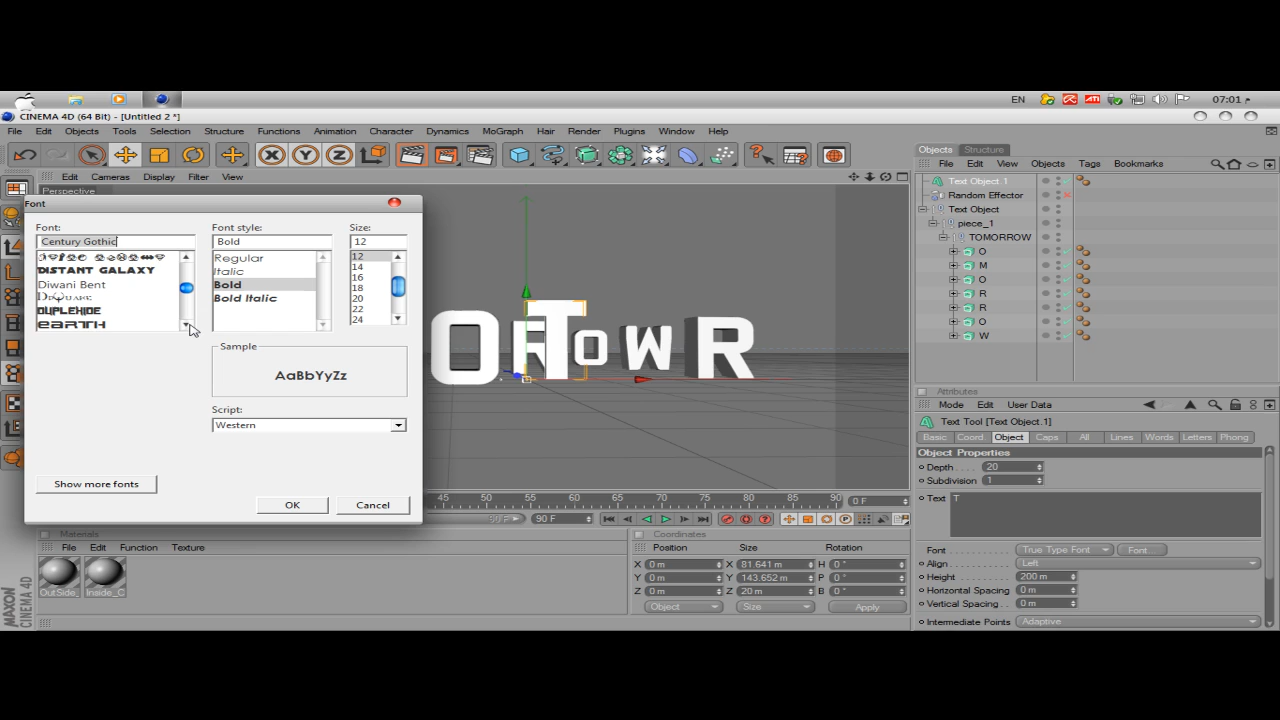 EN
07:01 م
CINEMA 4D (64 Bit) - [Untitled 2 *]
File Edit Objects Tools Selection Structure Functions Animation Character Dynamics MoGraph Hair Render Plugins Window Help
Edit Cameras Display Filter View
Perspective
Objects Structure
File Edit View Objects Tags Bookmarks
Text Object.1
Random Effector
Text Object
piece_1
TOMORROW
O
M
O
R
R
O
W
Font
Font:
Century Gothic
DISTANT GALAXY
Diwani Bent
DUPLEXIDE
EARTH
Font style:
Bold
Regular
Italic
Bold
Bold Italic
Size:
12
12
14
16
18
20
22
24
Sample
AaBbYyZz
Script:
Western
Show more fonts
OK Cancel
O R T O W R
45 50 55 60 65 70 75 80 85 90 0 F
90 F 90 F
Materials
File Edit Function Texture
OutSide_ Inside_C
MAXON CINEMA 4D
Coordinates
Position Size Rotation
X 0 m X 81.641 m H 0 °
Y 0 m Y 143.652 m P 0 °
Z 0 m Z 20 m B 0 °
Object Size Apply
Attributes
Mode Edit User Data
Text Tool [Text Object.1]
Basic Coord. Object Caps All Lines Words Letters Phong
Object Properties
Depth 20
Subdivision 1
Text T
Font True Type Font Font...
Align Left
Height 200 m
Horizontal Spacing 0 m
Vertical Spacing 0 m
Intermediate Points Adaptive